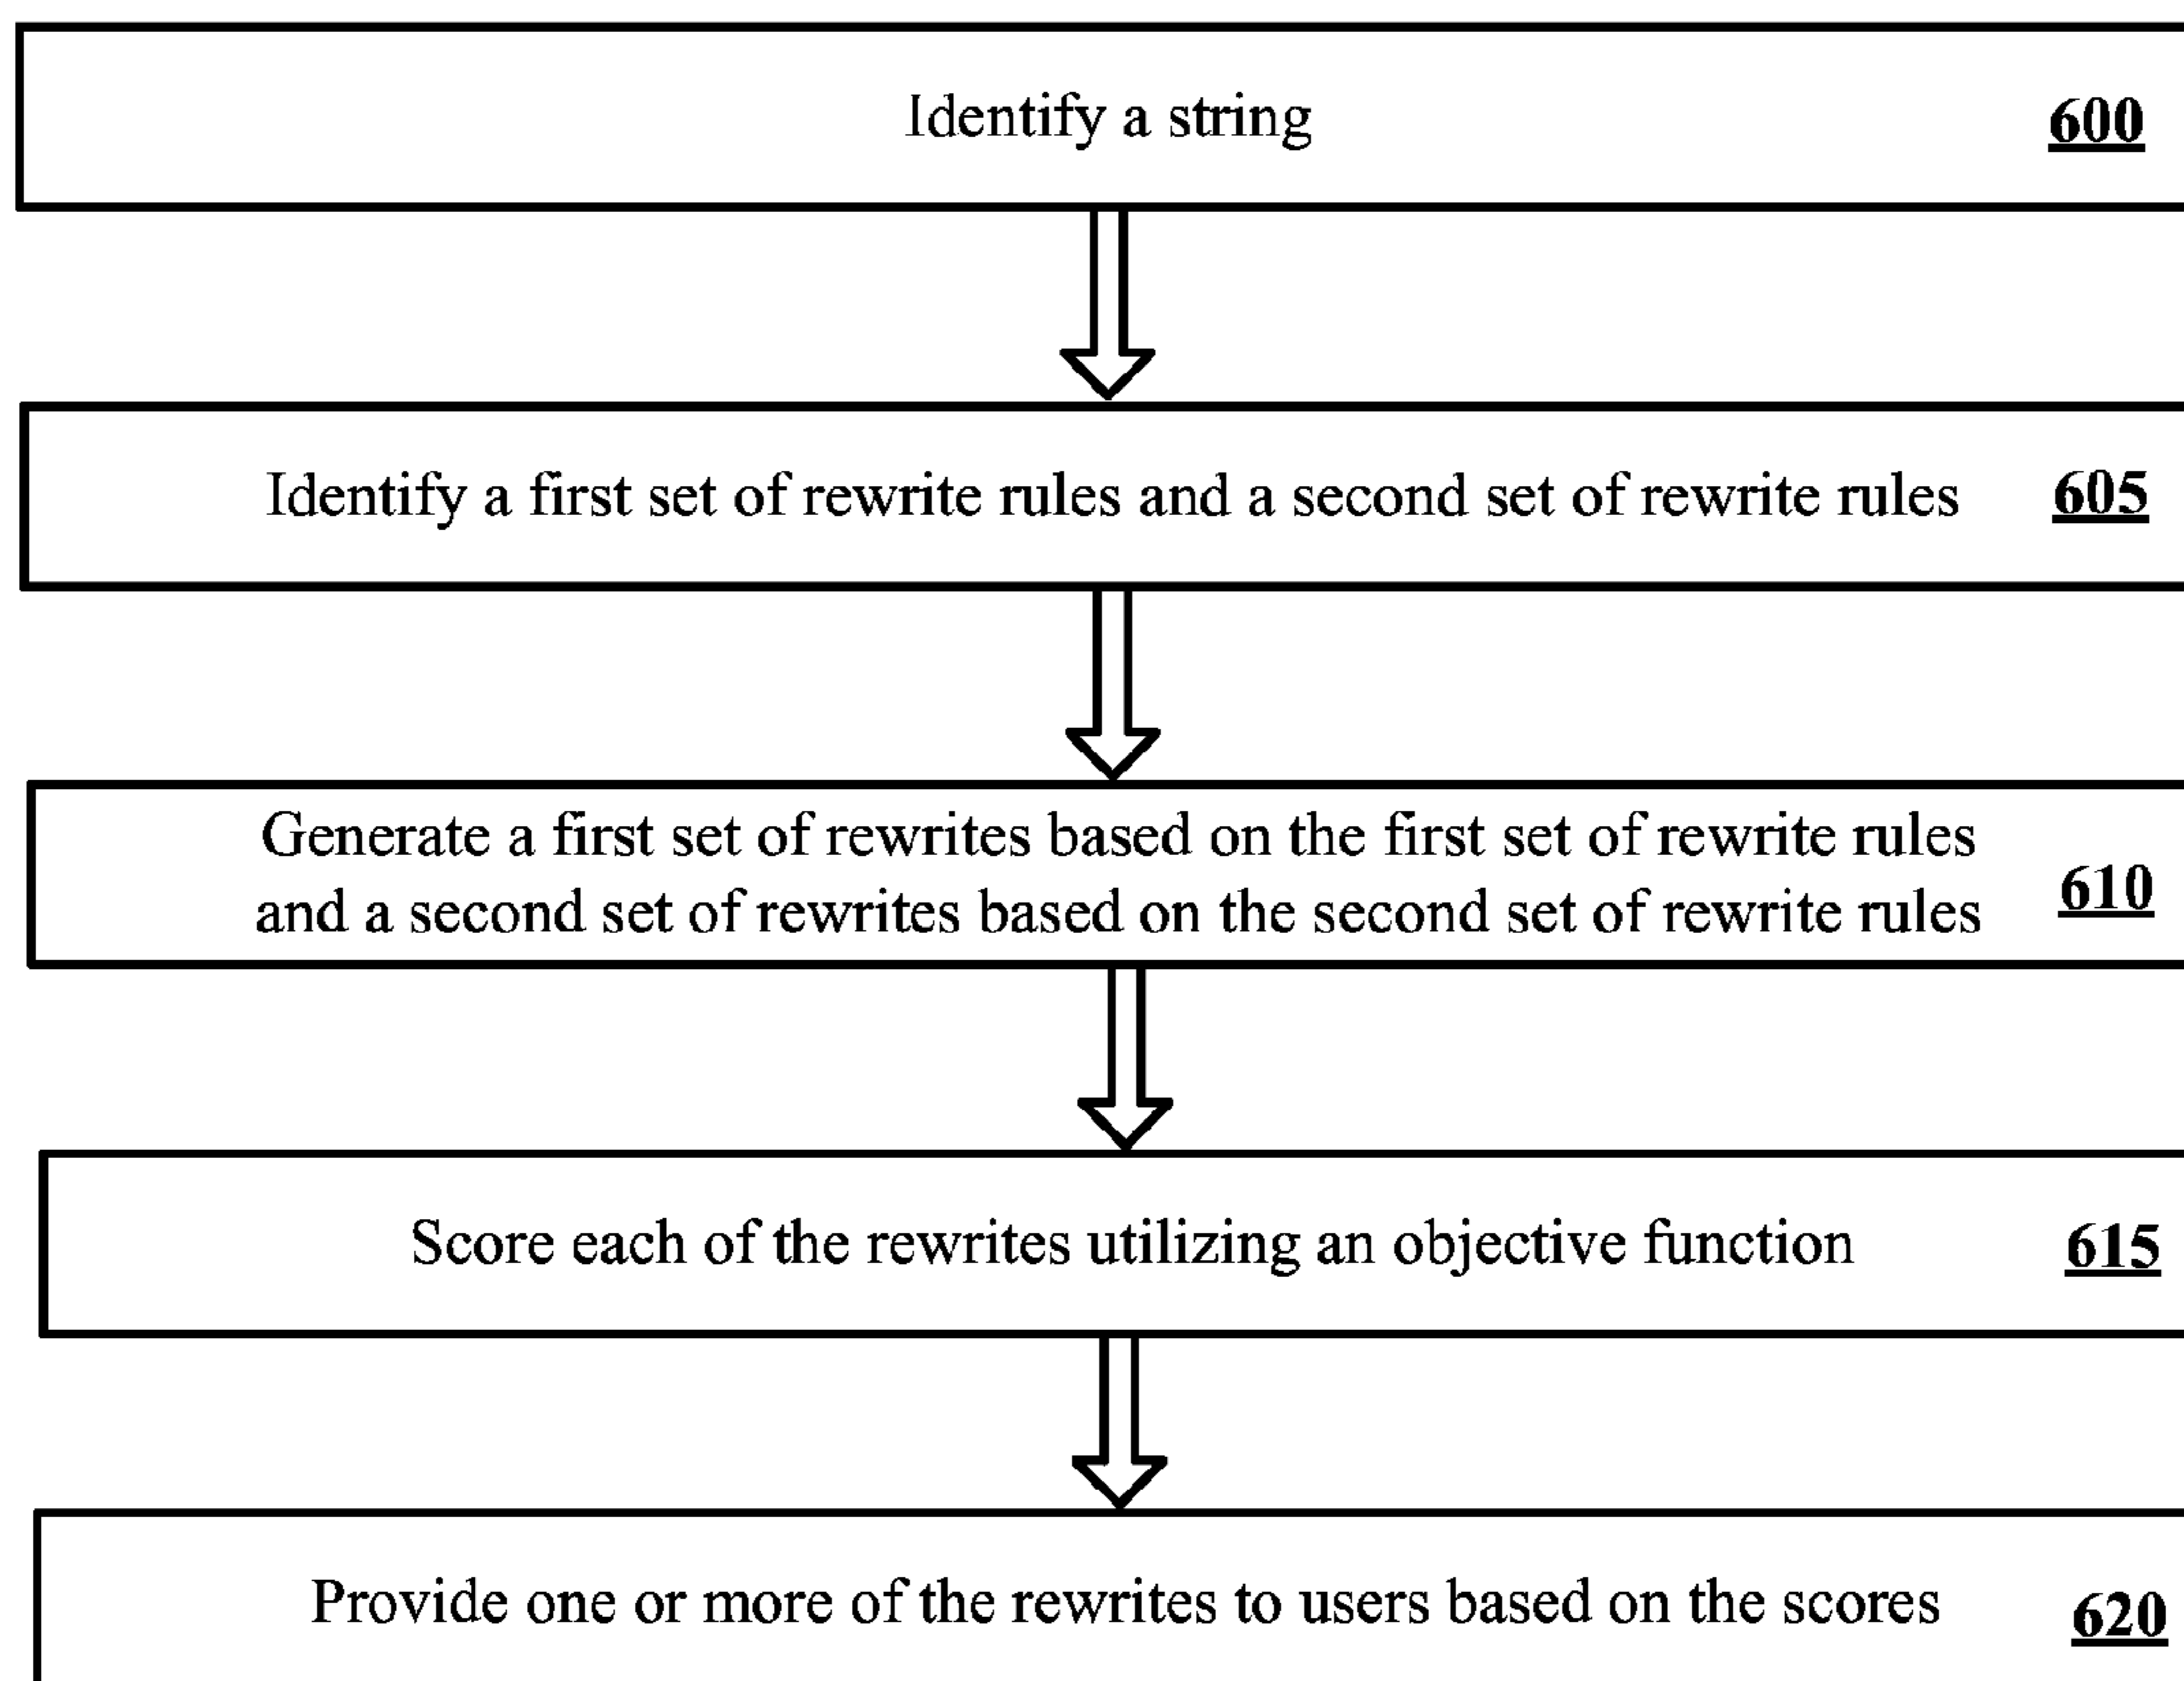 Identify a string 600
Identify a first set of rewrite rules and a second set of rewrite rules 605
Generate a first set of rewrites based on the first set of rewrite rules
and a second set of rewrites based on the second set of rewrite rules 610
Score each of the rewrites utilizing an objective function 615
Provide one or more of the rewrites to users based on the scores 620